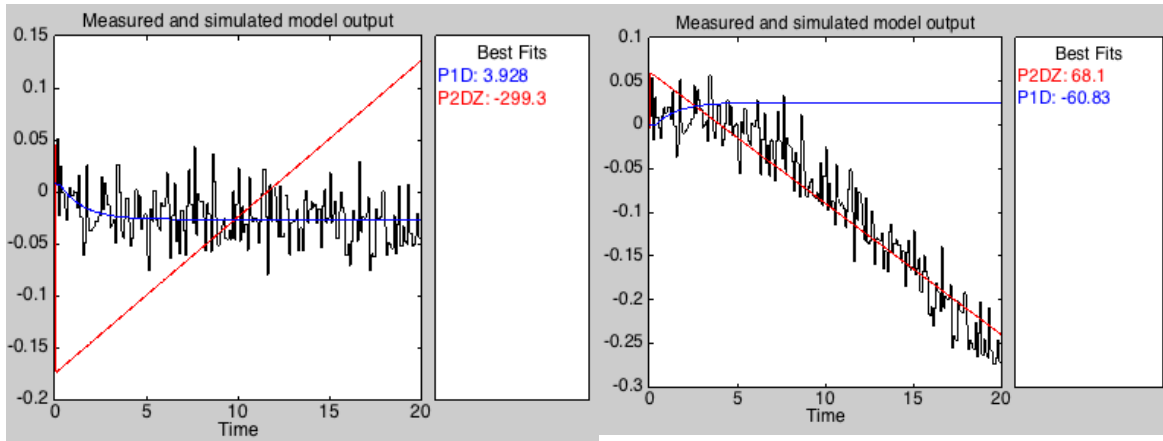 Measured and simulated model output
0.15
0.1
0.05
0
-0.05
-0.1
-0.15
-0.2
0 5 10 15 20
Time
Best Fits
P1D: 3.928
P2DZ: -299.3
Measured and simulated model output
0.1
0.05
0
-0.05
-0.1
-0.15
-0.2
-0.25
-0.3
0 5 10 15 20
Time
Best Fits
P2DZ: 68.1
P1D: -60.83